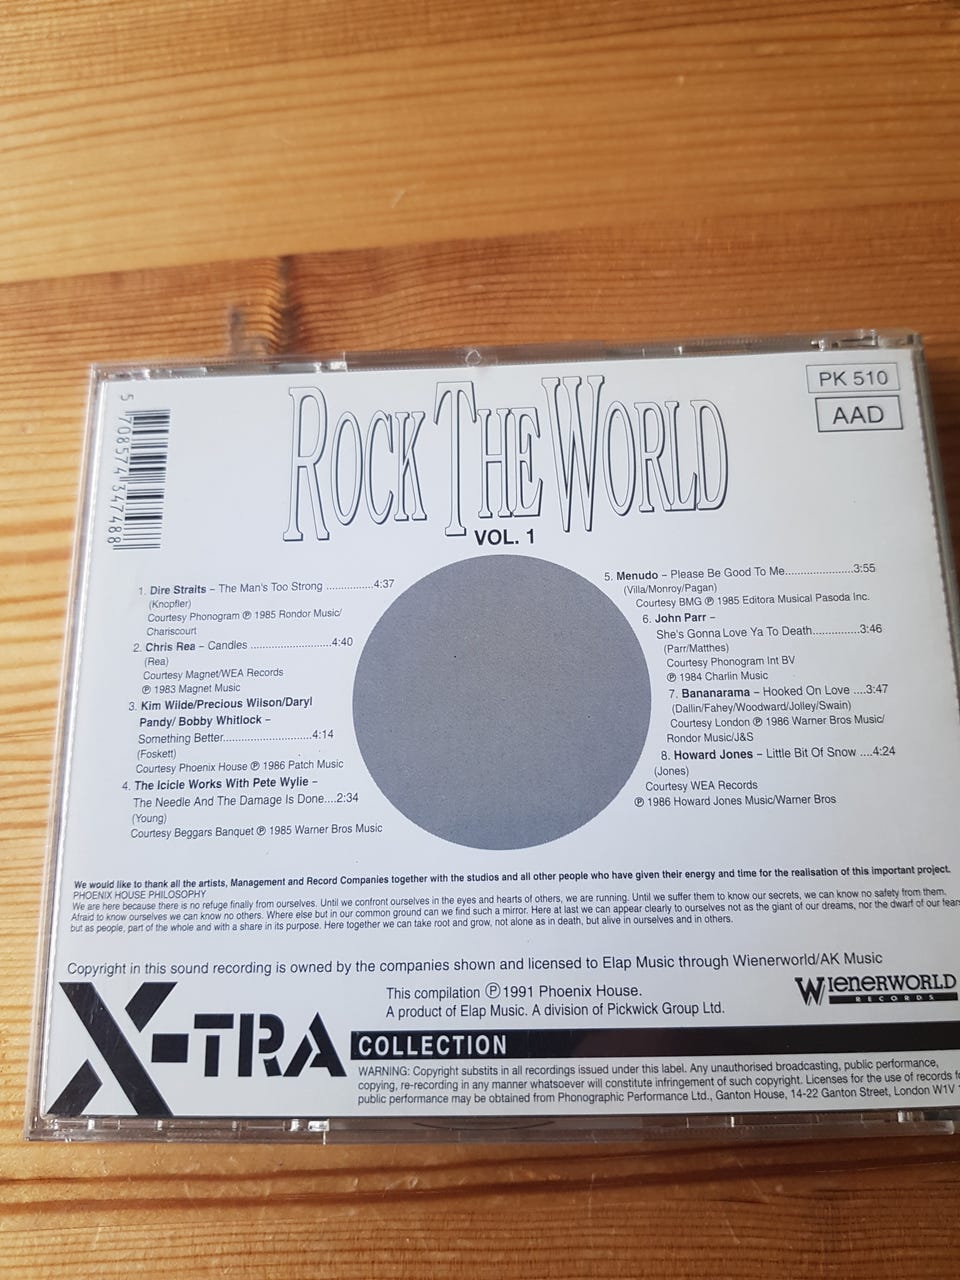 5 708574 347488
ROCK THE WORLD
VOL. 1
PK 510
AAD
1. Dire Straits – The Man's Too Strong ..............4:37
(Knopfler)
Courtesy Phonogram ℗ 1985 Rondor Music/
Chariscourt
2. Chris Rea – Candles ..........................4:40
(Rea)
Courtesy Magnet/WEA Records
℗ 1983 Magnet Music
3. Kim Wilde/Precious Wilson/Daryl
Pandy/ Bobby Whitlock –
Something Better............................4:14
(Foskett)
Courtesy Phoenix House ℗ 1986 Patch Music
4. The Icicle Works With Pete Wylie –
The Needle And The Damage Is Done....2:34
(Young)
Courtesy Beggars Banquet ℗ 1985 Warner Bros Music
5. Menudo – Please Be Good To Me......................3:55
(Villa/Monroy/Pagan)
Courtesy BMG ℗ 1985 Editora Musical Pasoda Inc.
6. John Parr –
She's Gonna Love Ya To Death...............3:46
(Parr/Matthes)
Courtesy Phonogram Int BV
℗ 1984 Charlin Music
7. Bananarama – Hooked On Love ....3:47
(Dallin/Fahey/Woodward/Jolley/Swain)
Courtesy London ℗ 1986 Warner Bros Music/
Rondor Music/J&S
8. Howard Jones – Little Bit Of Snow ....4:24
(Jones)
Courtesy WEA Records
℗ 1986 Howard Jones Music/Warner Bros
We would like to thank all the artists, Management and Record Companies together with the studios and all other people who have given their energy and time for the realisation of this important project.
PHOENIX HOUSE PHILOSOPHY
We are here because there is no refuge finally from ourselves. Until we confront ourselves in the eyes and hearts of others, we are running. Until we suffer them to know our secrets, we can know no safety from them.
Afraid to know ourselves we can know no others. Where else but in our common ground can we find such a mirror. Here at last we can appear clearly to ourselves not as the giant of our dreams, nor the dwarf of our fears
but as people, part of the whole and with a share in its purpose. Here together we can take root and grow, not alone as in death, but alive in ourselves and in others.
Copyright in this sound recording is owned by the companies shown and licensed to Elap Music through Wienerworld/AK Music
This compilation ℗ 1991 Phoenix House.
A product of Elap Music. A division of Pickwick Group Ltd.
WIENERWORLD
RECORDS
X-TRA
COLLECTION
WARNING: Copyright substits in all recordings issued under this label. Any unauthorised broadcasting, public performance,
copying, re-recording in any manner whatsoever will constitute infringement of such copyright. Licenses for the use of records
public performance may be obtained from Phonographic Performance Ltd., Ganton House, 14-22 Ganton Street, London W1V